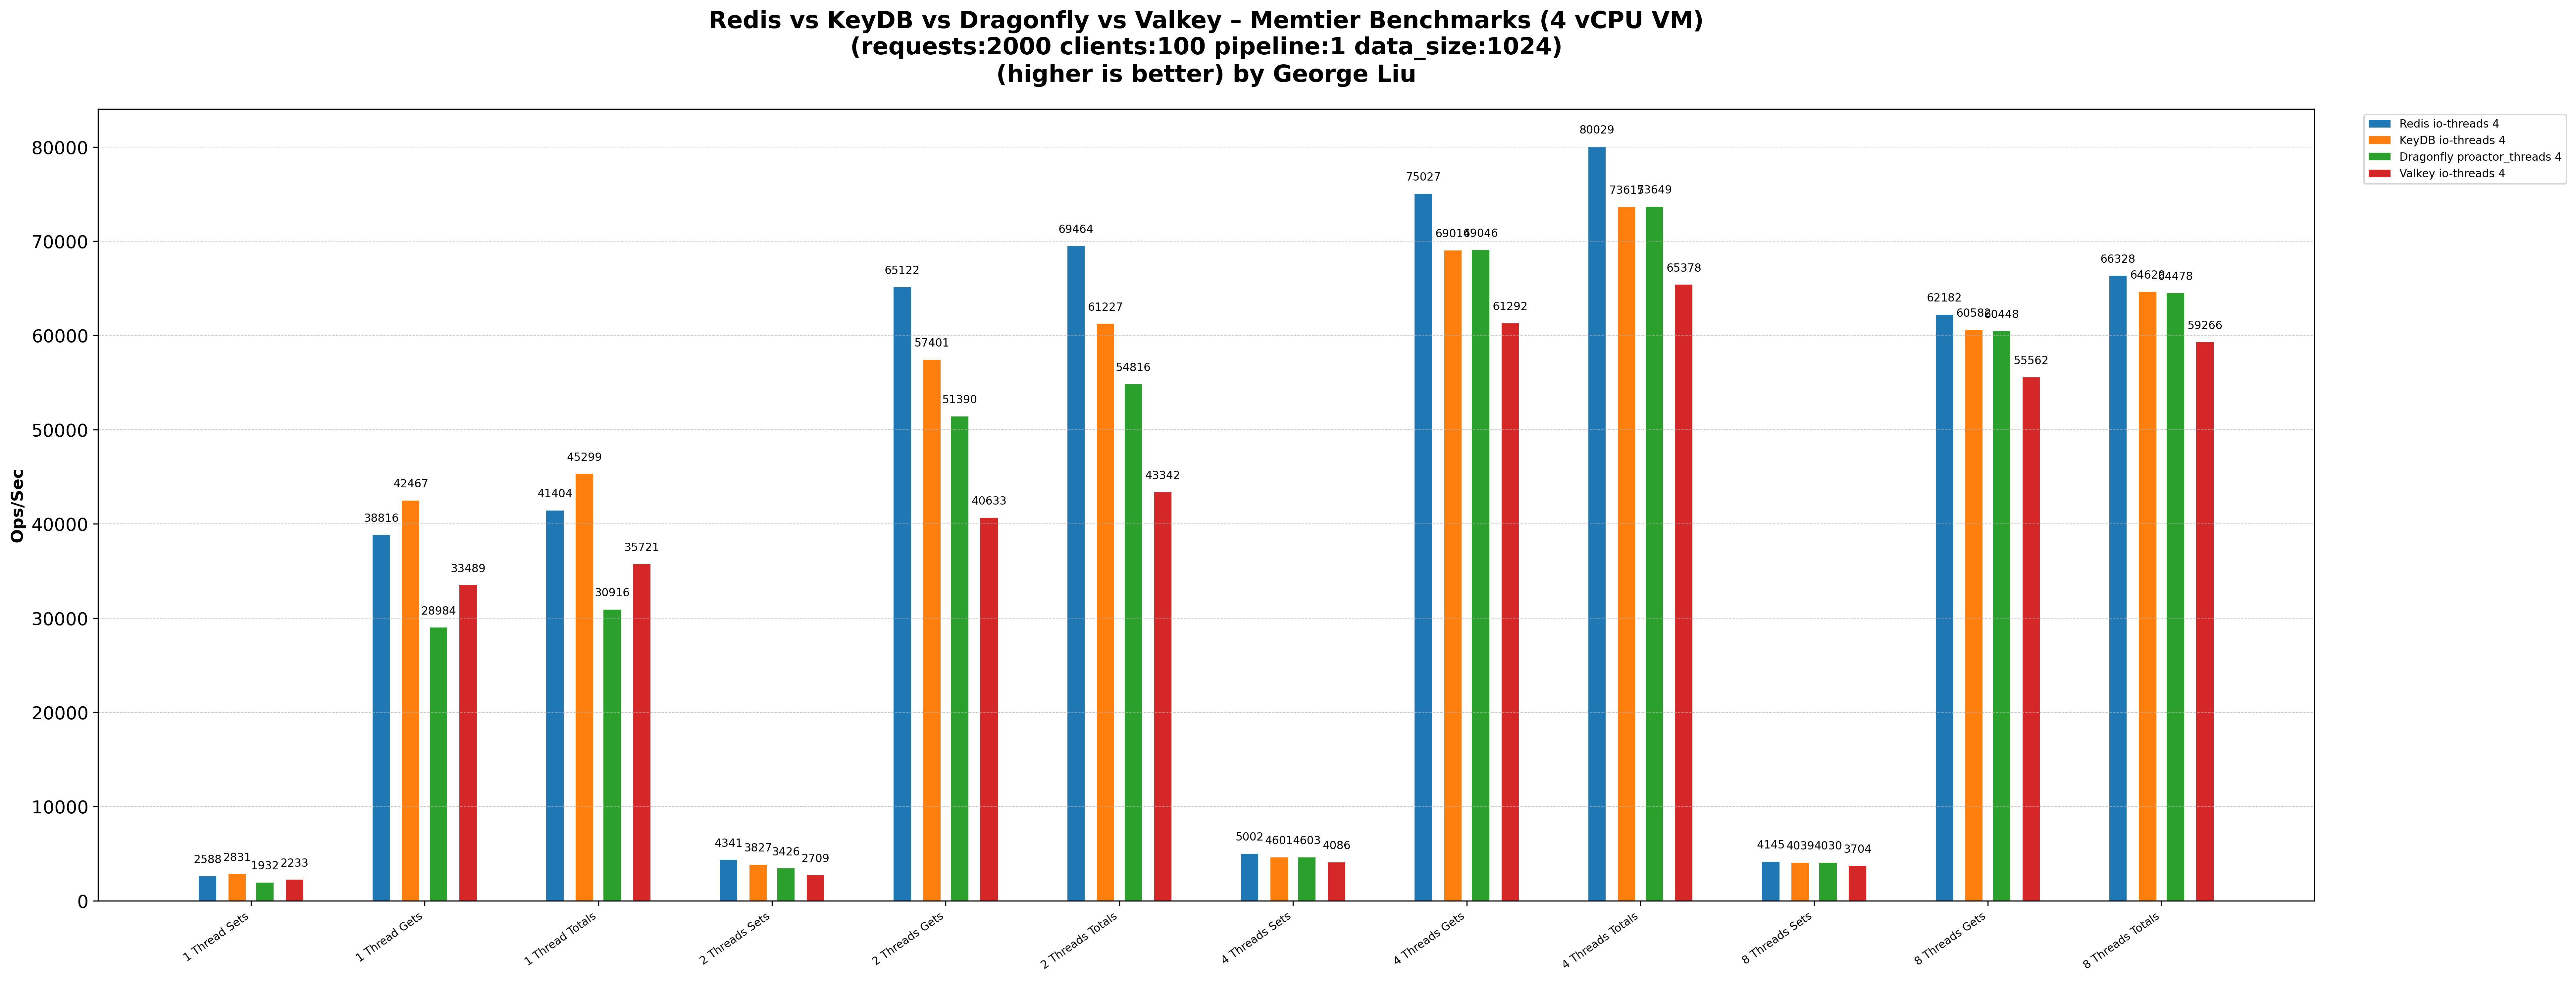 Redis vs KeyDB vs Dragonfly vs Valkey – Memtier Benchmarks (4 vCPU VM)
(requests:2000 clients:100 pipeline:1 data_size:1024)
(higher is better) by George Liu
Redis io-threads 4
KeyDB io-threads 4
Dragonfly proactor_threads 4
Valkey io-threads 4
Ops/Sec
80000
70000
60000
50000
40000
30000
20000
10000
0
2588 2831 1932 2233
38816 42467 28984 33489
41404 45299 30916 35721
4341 3827 3426 2709
65122 57401 51390 40633
69464 61227 54816 43342
5002 4601 4603 4086
75027 69014 69046 61292
80029 73615 73649 65378
4145 4039 4030 3704
62182 60582 60448 55562
66328 64620 64478 59266
1 Thread Sets
1 Thread Gets
1 Thread Totals
2 Threads Sets
2 Threads Gets
2 Threads Totals
4 Threads Sets
4 Threads Gets
4 Threads Totals
8 Threads Sets
8 Threads Gets
8 Threads Totals